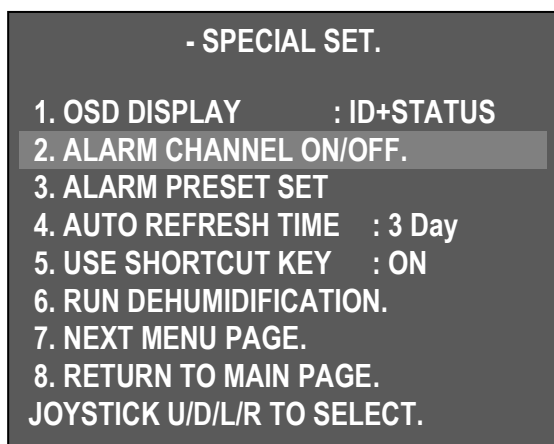 - SPECIAL SET.
1. OSD DISPLAY : ID+STATUS
2. ALARM CHANNEL ON/OFF.
3. ALARM PRESET SET
4. AUTO REFRESH TIME : 3 Day
5. USE SHORTCUT KEY : ON
6. RUN DEHUMIDIFICATION.
7. NEXT MENU PAGE.
8. RETURN TO MAIN PAGE.
JOYSTICK U/D/L/R TO SELECT.